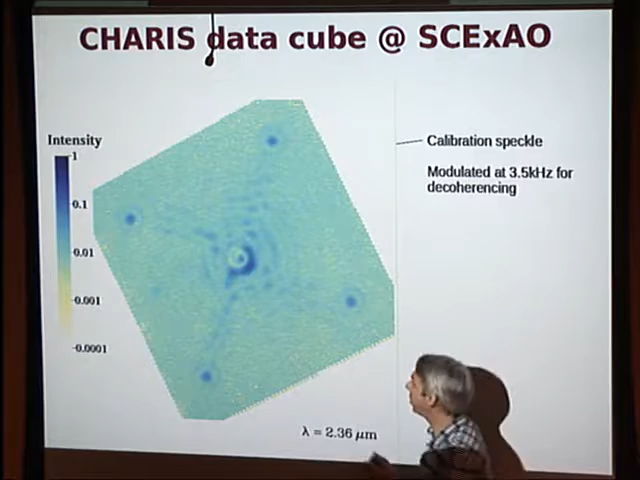 CHARIS data cube @ SCExAO
Intensity
1
0.1
0.01
0.001
0.0001
Calibration speckle
Modulated at 3.5kHz for
decoherencing
λ = 2.36 μm